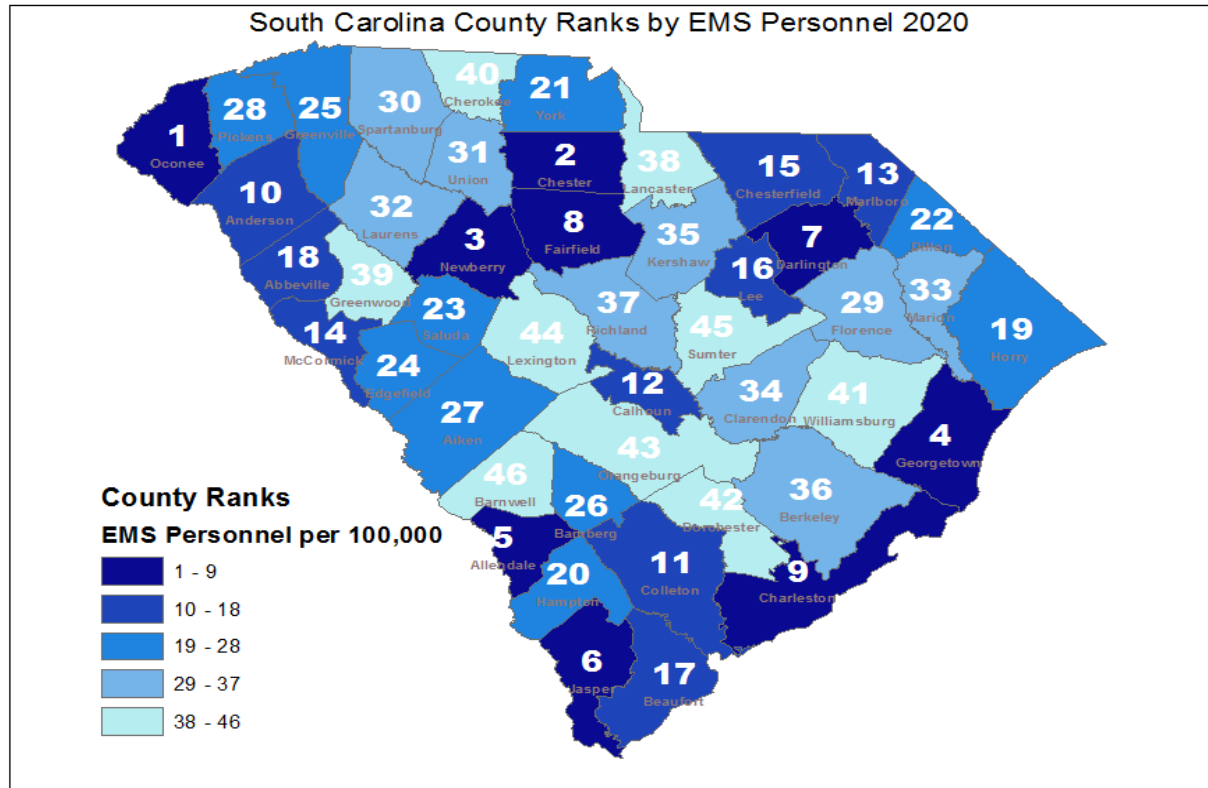 South Carolina County Ranks by EMS Personnel 2020
40
Cherokee
21
York
28
Pickens
25
Greenville
30
Spartanburg
1
Oconee
31
Union
2
Chester
38
Lancaster
15
Chesterfield
13
Marlboro
10
Anderson
32
Laurens
3
Newberry
8
Fairfield
35
Kershaw
7
Darlington
22
Dillon
18
Abbeville
39
Greenwood
16
Lee
29
Florence
33
Marion
23
Saluda
37
Richland
14
McCormick
44
Lexington
45
Sumter
19
Horry
24
Edgefield
12
Calhoun
34
Clarendon
41
Williamsburg
27
Aiken
4
Georgetown
43
Orangeburg
46
Barnwell
26
Bamberg
42
Dorchester
36
Berkeley
5
Allendale
20
Hampton
11
Colleton
9
Charleston
6
Jasper
17
Beaufort
County Ranks
EMS Personnel per 100,000
1 - 9
10 - 18
19 - 28
29 - 37
38 - 46